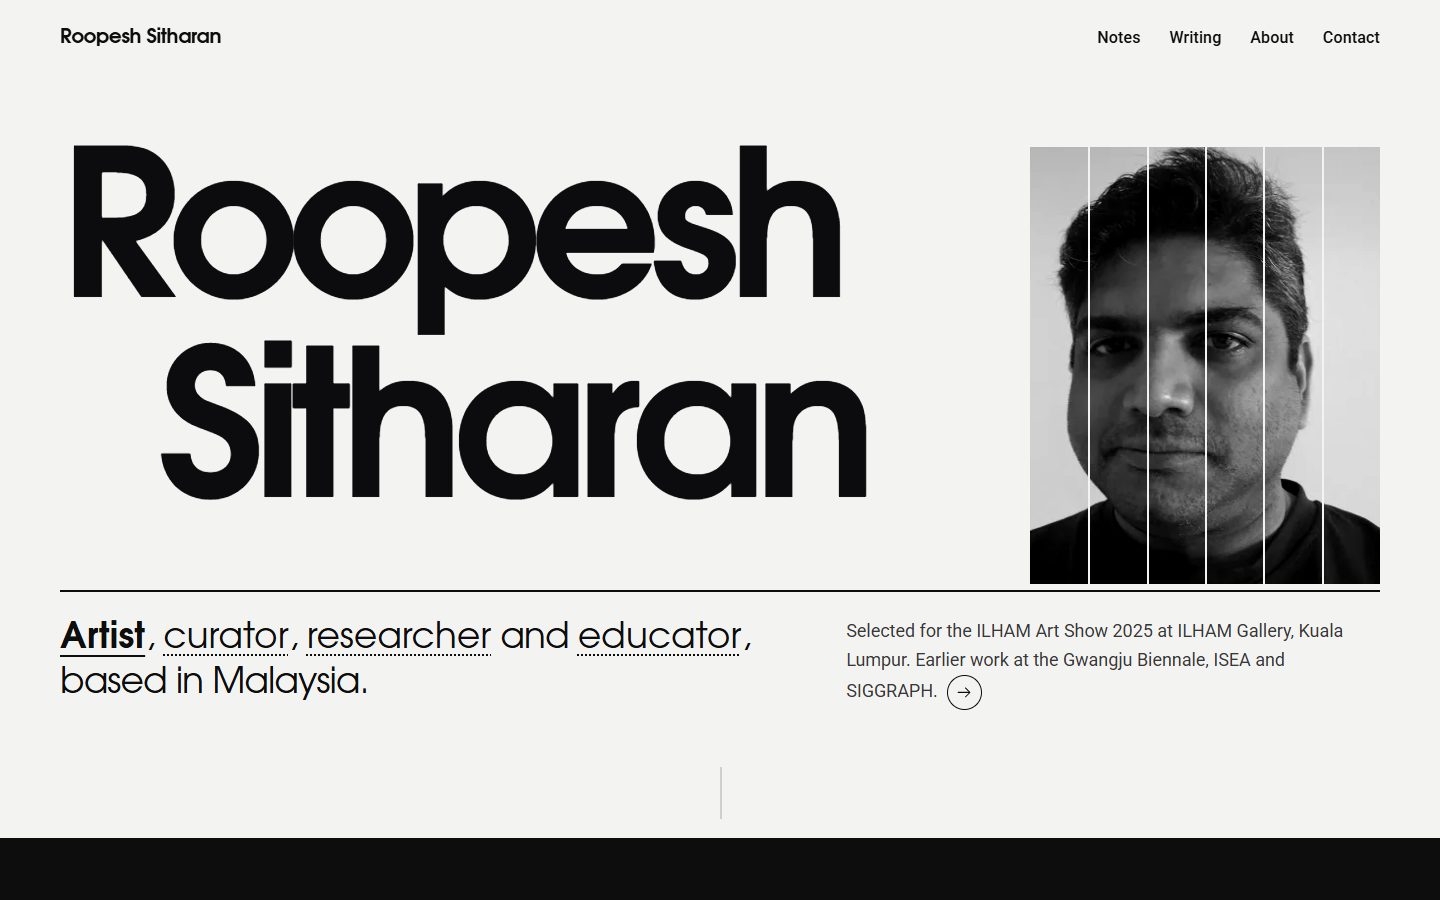 Roopesh Sitharan
Notes Writing About Contact
Roopesh
Sitharan
Artist, curator, researcher and educator,
based in Malaysia.
Selected for the ILHAM Art Show 2025 at ILHAM Gallery, Kuala
Lumpur. Earlier work at the Gwangju Biennale, ISEA and
SIGGRAPH. →